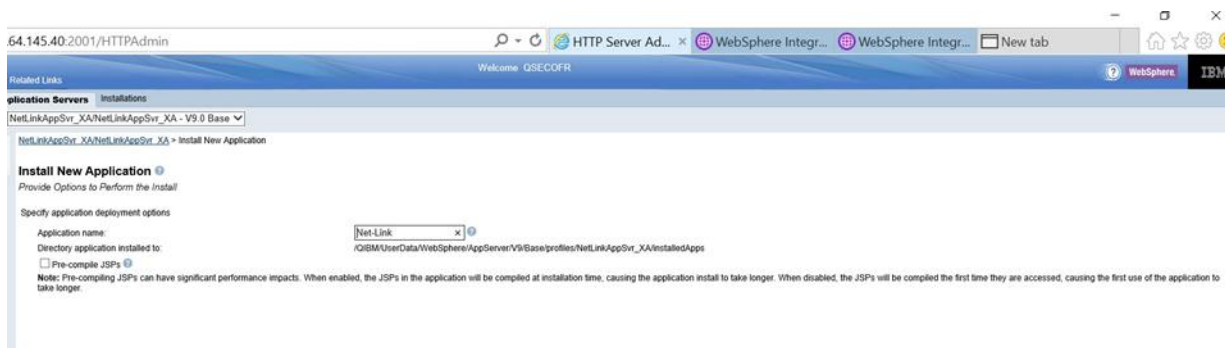 64.145.40:2001/HTTPAdmin
HTTP Server Ad...
WebSphere Integr...
WebSphere Integr...
New tab
Related Links
Welcome QSECOFR
WebSphere.
IBM
plication Servers
Installations
NetLinkAppSvr_XA/NetLinkAppSvr_XA - V9.0 Base
NetLinkAppSvr_XA/NetLinkAppSvr_XA > Install New Application
Install New Application
Provide Options to Perform the Install
Specify application deployment options
Application name: Net-Link
Directory application installed to: /QIBM/UserData/WebSphere/AppServer/V9/Base/profiles/NetLinkAppSvr_XA/installedApps
Pre-compile JSPs
Note: Pre-compiling JSPs can have significant performance impacts. When enabled, the JSPs in the application will be compiled at installation time, causing the application install to take longer. When disabled, the JSPs will be compiled the first time they are accessed, causing the first use of the application to
take longer.